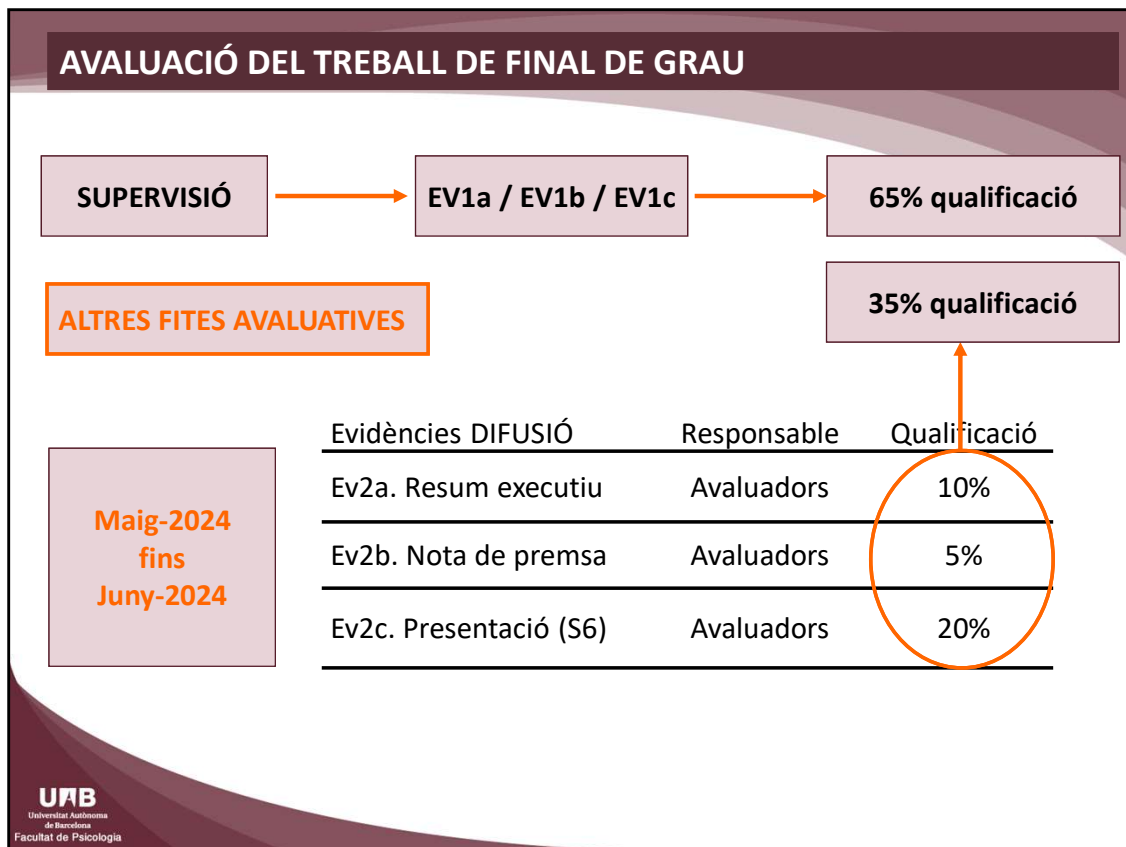 AVALUACIÓ DEL TREBALL DE FINAL DE GRAU
SUPERVISIÓ
EV1a / EV1b / EV1c
65% qualificació
35% qualificació
ALTRES FITES AVALUATIVES
Evidències DIFUSIÓ Responsable Qualificació
Ev2a. Resum executiu Avaluadors 10%
Ev2b. Nota de premsa Avaluadors 5%
Ev2c. Presentació (S6) Avaluadors 20%
Maig-2024
fins
Juny-2024
UAB
Universitat Autònoma
de Barcelona
Facultat de Psicologia